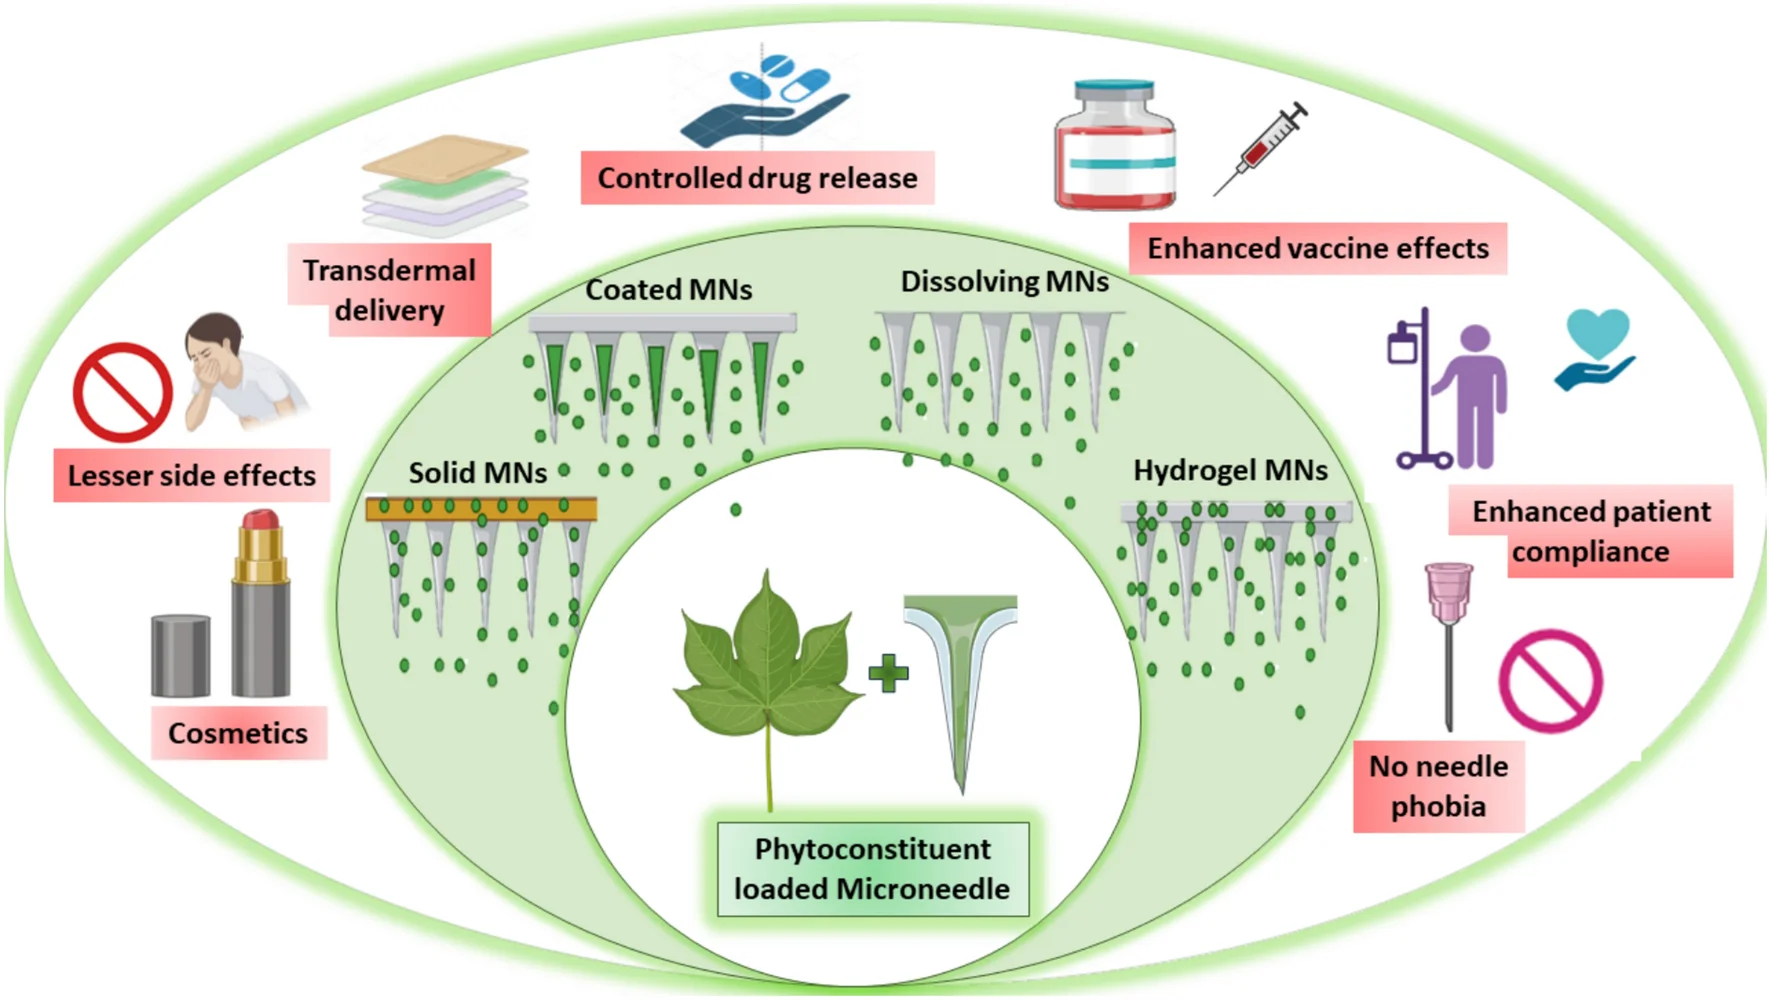 Controlled drug release
Enhanced vaccine effects
Transdermal
delivery
Coated MNs
Dissolving MNs
Lesser side effects
Solid MNs
Hydrogel MNs
Enhanced patient
compliance
Cosmetics
No needle
phobia
Phytoconstituent
loaded Microneedle